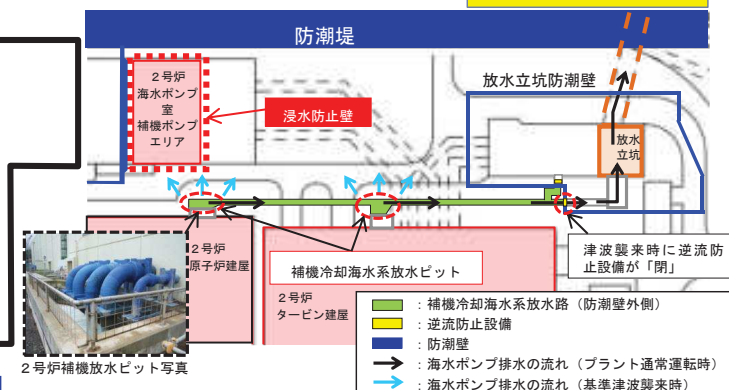 防潮堤
２号炉
海水ポンプ
室
補機ポンプ
エリア
浸水防止壁
放水立坑防潮壁
放水
立坑
２号炉
原子炉建屋
補機冷却海水系放水ピット
津波襲来時に逆流防
止設備が「閉」
２号炉
タービン建屋
２号炉補機放水ピット写真
：補機冷却海水系放水路（防潮壁外側）
：逆流防止設備
：防潮壁
：海水ポンプ排水の流れ（プラント通常運転時）
：海水ポンプ排水の流れ（基準津波襲来時）